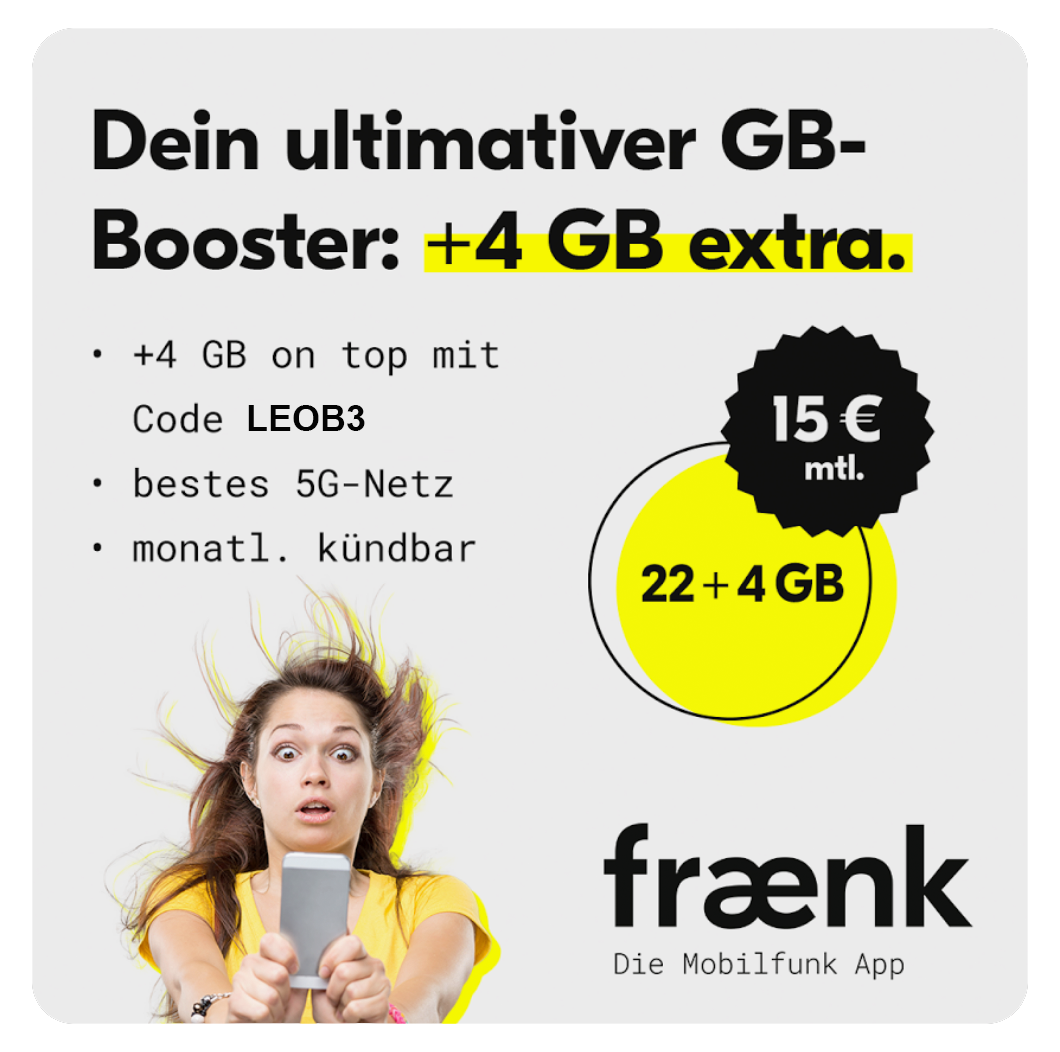 Dein ultimativer GB-
Booster: +4 GB extra.
• +4 GB on top mit
Code LEOB3
• bestes 5G-Netz
• monatl. kündbar
15 €
mtl.
22 + 4 GB
frænk
Die Mobilfunk App